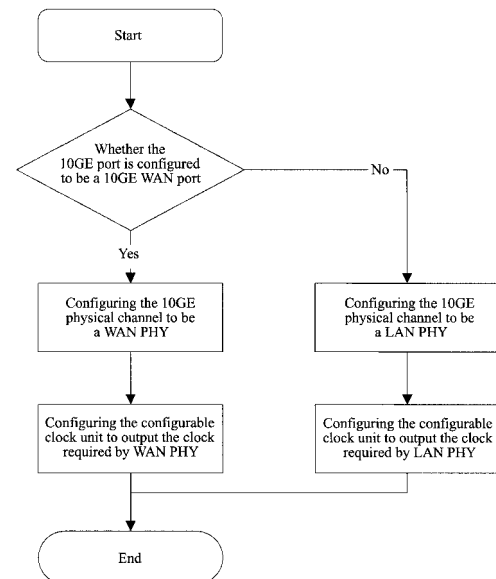 Start
Whether the
10GE port is configured
to be a 10GE WAN port
No
Yes
Configuring the 10GE
physical channel to be
a WAN PHY
Configuring the 10GE
physical channel to be
a LAN PHY
Configuring the configurable
clock unit to output the clock
required by WAN PHY
Configuring the configurable
clock unit to output the clock
required by LAN PHY
End